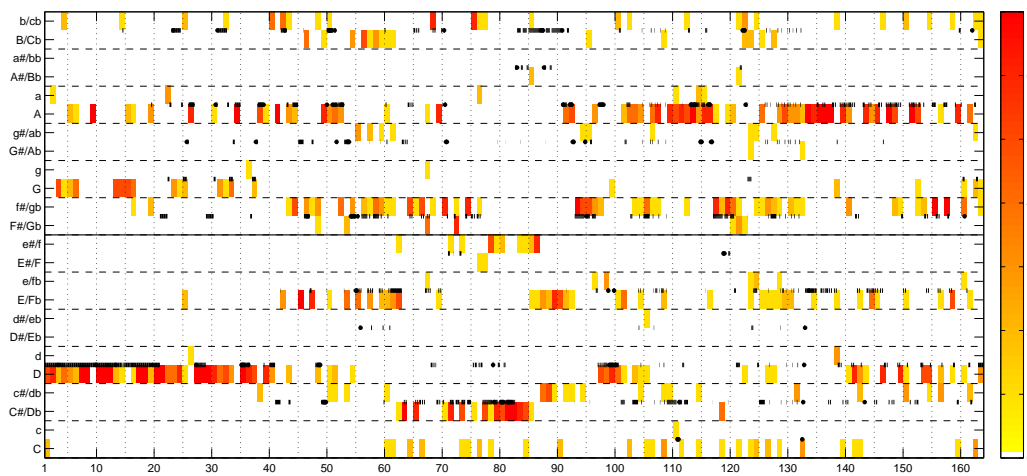 b/cb
B/Cb
a#/bb
A#/Bb
a
A
g#/ab
G#/Ab
g
G
f#/gb
F#/Gb
e#/f
E#/F
e/fb
E/Fb
d#/eb
D#/Eb
d
D
c#/db
C#/Db
c
C
1 10 20 30 40 50 60 70 80 90 100 110 120 130 140 150 160